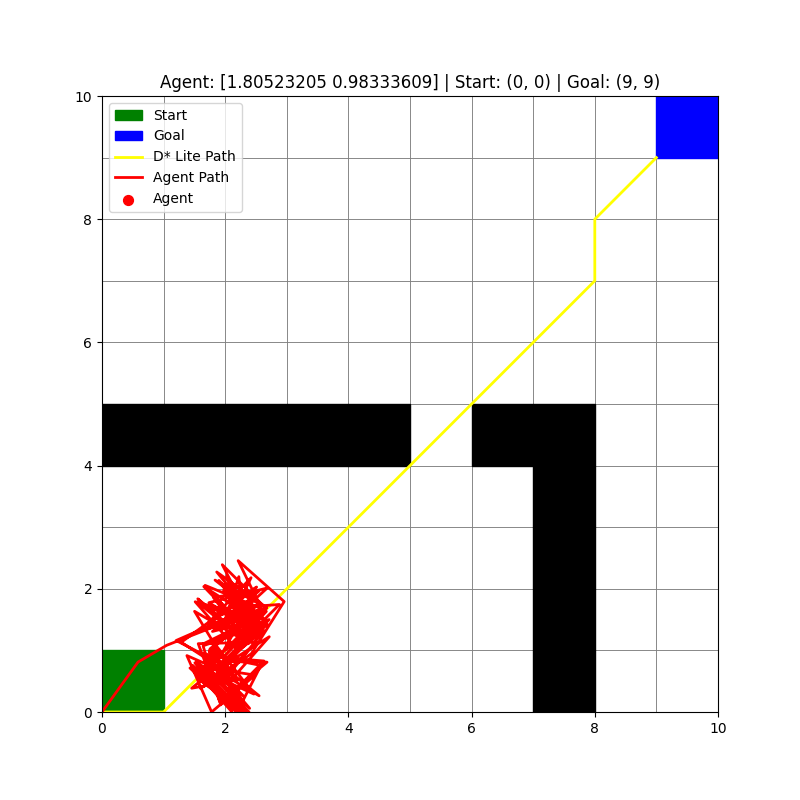 Agent: [1.80523205 0.98333609] | Start: (0, 0) | Goal: (9, 9)
10
Start
Goal
D* Lite Path
Agent Path
Agent
8
6
4
2
0
0 2 4 6 8 10